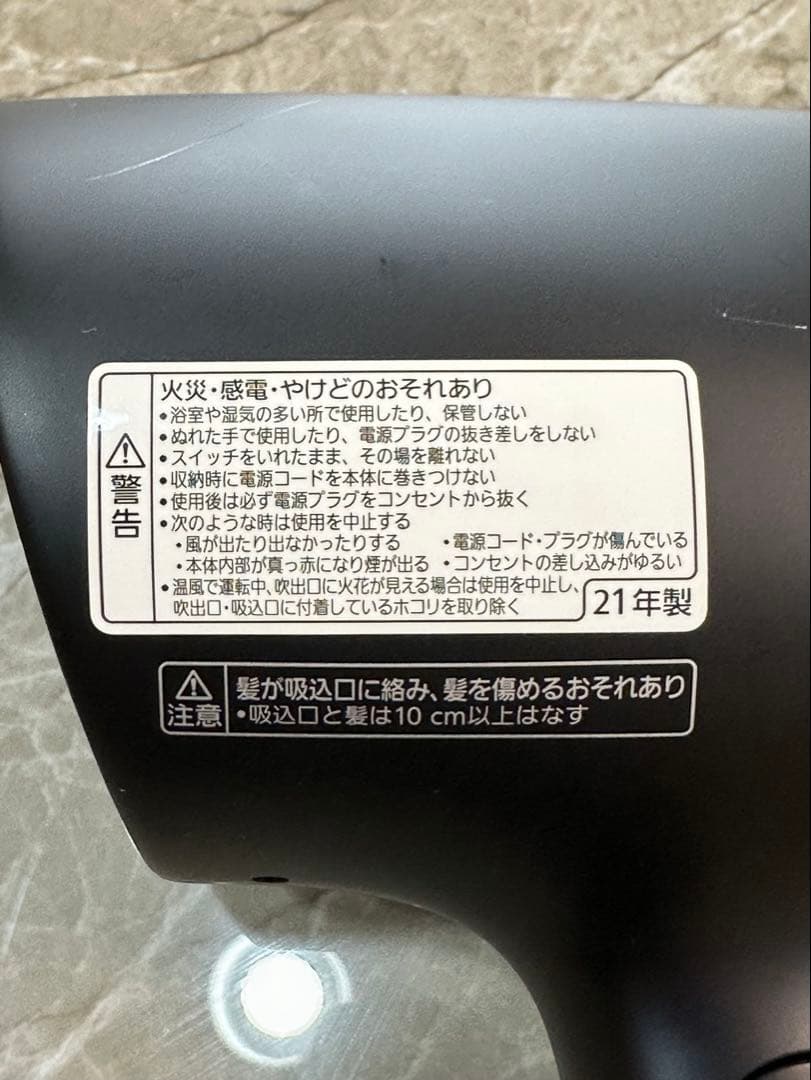 警告
火災・感電・やけどのおそれあり
•浴室や湿気の多い所で使用したり、保管しない
•ぬれた手で使用したり、電源プラグの抜き差しをしない
•スイッチをいれたまま、その場を離れない
•収納時に電源コードを本体に巻きつけない
•使用後は必ず電源プラグをコンセントから抜く
•次のような時は使用を中止する
・風が出たり出なかったりする ・電源コード・プラグが傷んでいる
・本体内部が真っ赤になり煙が出る ・コンセントの差し込みがゆるい
•温風で運転中、吹出口に火花が見える場合は使用を中止し、
吹出口・吸込口に付着しているホコリを取り除く
21年製
注意
髪が吸込口に絡み、髪を傷めるおそれあり
•吸込口と髪は10 cm以上はなす